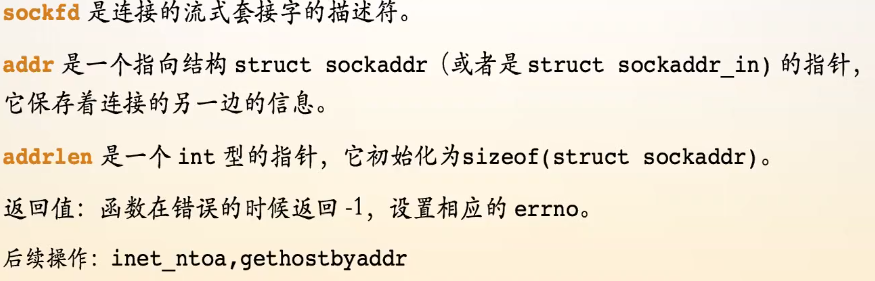 sockfd 是连接的流式套接字的描述符。
addr 是一个指向结构 struct sockaddr（或者是 struct sockaddr_in) 的指针，
它保存着连接的另一边的信息。
addrlen 是一个 int 型的指针，它初始化为sizeof(struct sockaddr)。
返回值：函数在错误的时候返回 -1，设置相应的 errno。
后续操作：inet_ntoa,gethostbyaddr